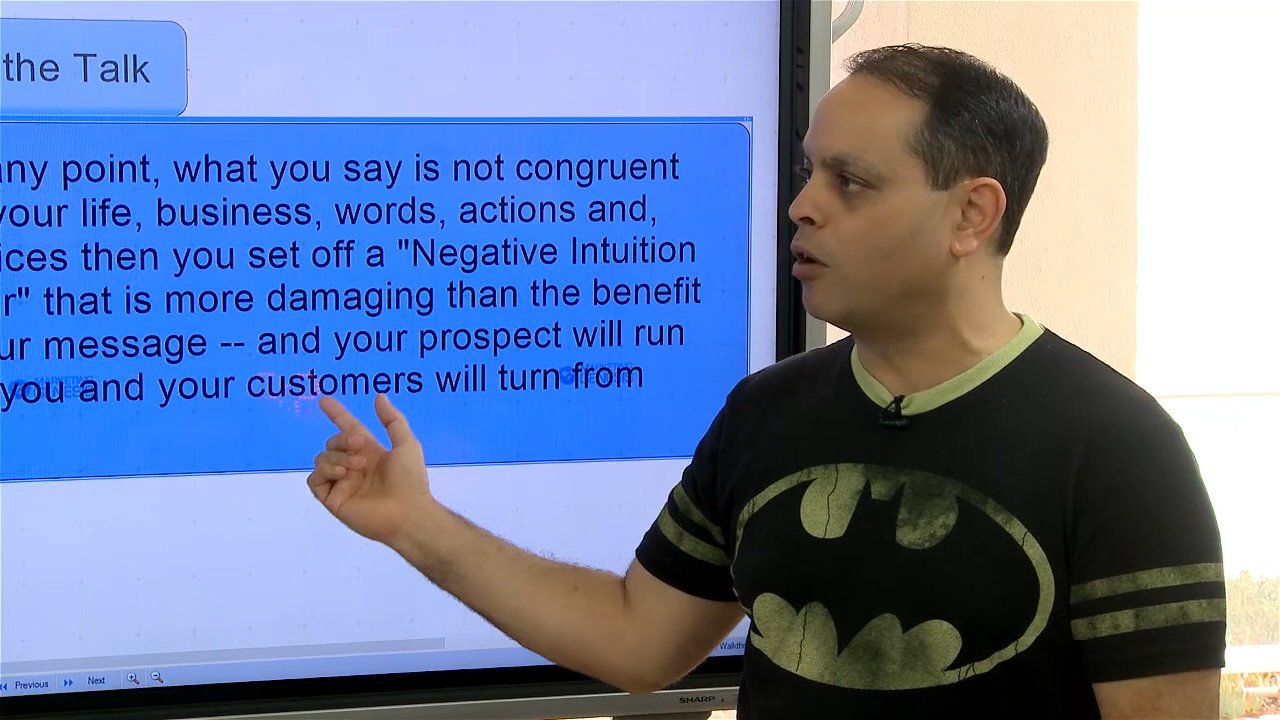 the Talk
any point, what you say is not congruent
your life, business, words, actions and,
ices then you set off a "Negative Intuition
r" that is more damaging than the benefit
ur message -- and your prospect will run
you and your customers will turn from
Previous
Next
SHARP